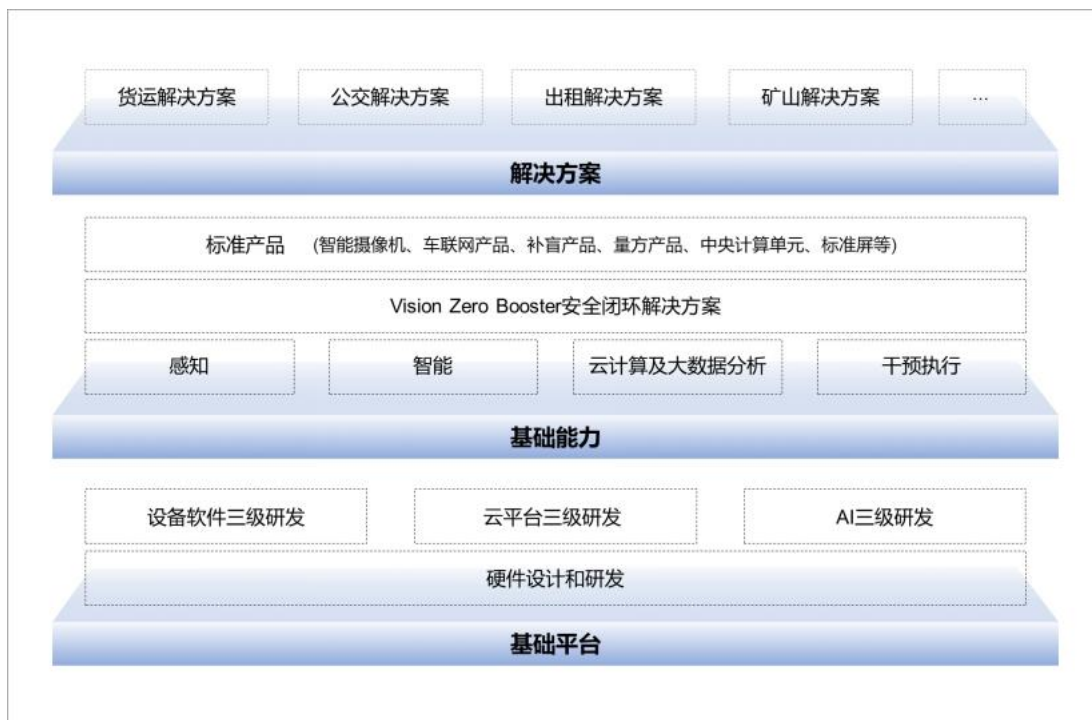 货运解决方案
公交解决方案
出租解决方案
矿山解决方案
...
解决方案
标准产品 (智能摄像机、车联网产品、补盲产品、量方产品、中央计算单元、标准屏等)
Vision Zero Booster安全闭环解决方案
感知
智能
云计算及大数据分析
干预执行
基础能力
设备软件三级研发
云平台三级研发
AI三级研发
硬件设计和研发
基础平台